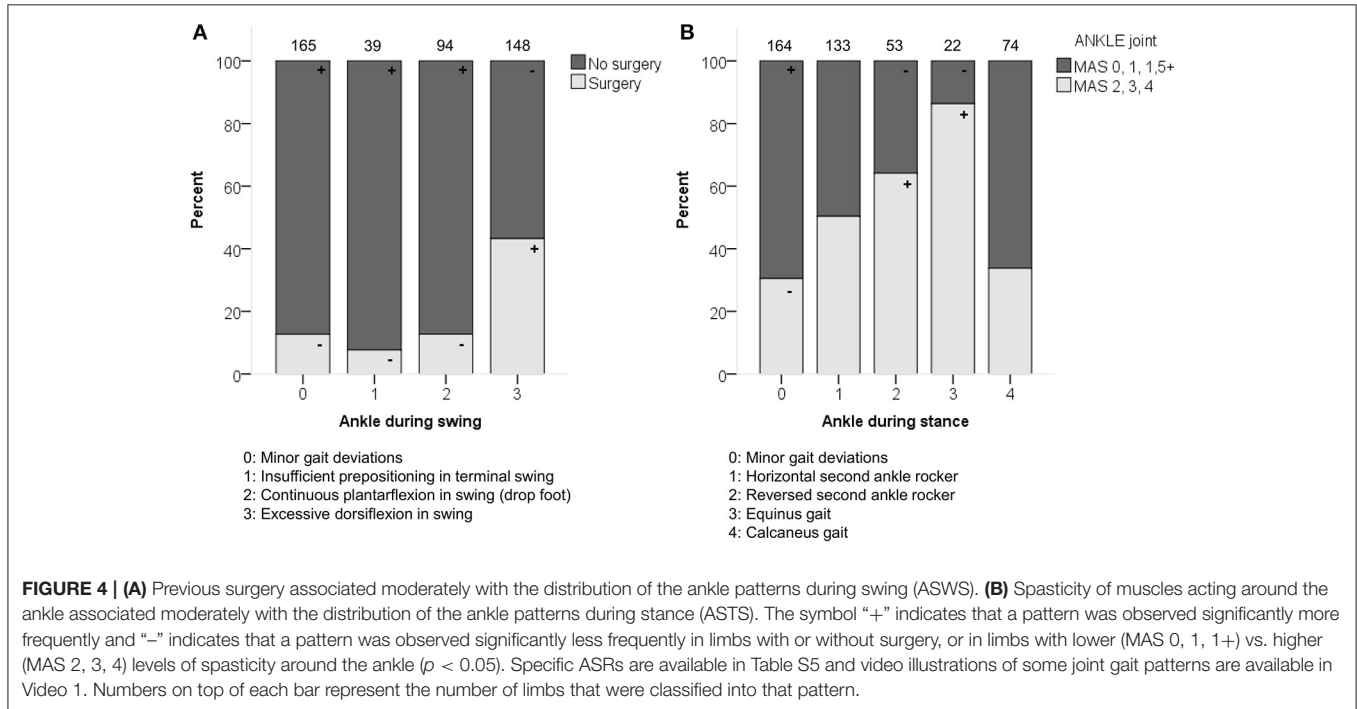 A
165 39 94 148
No surgery
Surgery
100
80
60
40
20
0
Percent
+ + + -
- - - +
0 1 2 3
Ankle during swing
0: Minor gait deviations
1: Insufficient prepositioning in terminal swing
2: Continuous plantarflexion in swing (drop foot)
3: Excessive dorsiflexion in swing
B
164 133 53 22 74
ANKLE joint
MAS 0, 1, 1,5+
MAS 2, 3, 4
100
80
60
40
20
0
Percent
+ - -
- + +
0 1 2 3 4
Ankle during stance
0: Minor gait deviations
1: Horizontal second ankle rocker
2: Reversed second ankle rocker
3: Equinus gait
4: Calcaneus gait
FIGURE 4 | (A) Previous surgery associated moderately with the distribution of the ankle patterns during swing (ASWS). (B) Spasticity of muscles acting around the
ankle associated moderately with the distribution of the ankle patterns during stance (ASTS). The symbol “+” indicates that a pattern was observed significantly more
frequently and “–” indicates that a pattern was observed significantly less frequently in limbs with or without surgery, or in limbs with lower (MAS 0, 1, 1+) vs. higher
(MAS 2, 3, 4) levels of spasticity around the ankle (p < 0.05). Specific ASRs are available in Table S5 and video illustrations of some joint gait patterns are available in
Video 1. Numbers on top of each bar represent the number of limbs that were classified into that pattern.